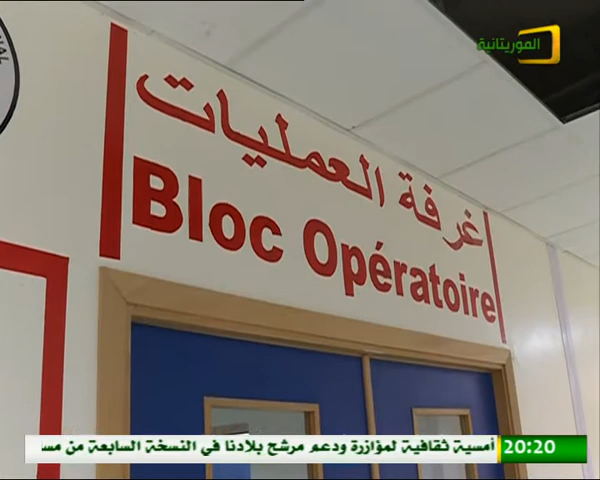 الموريتانية
غرفة العمليات
Bloc Opératoire
أمسية ثقافية لمؤازرة ودعم مرشح بلادنا في النسخة السابعة من
20:20